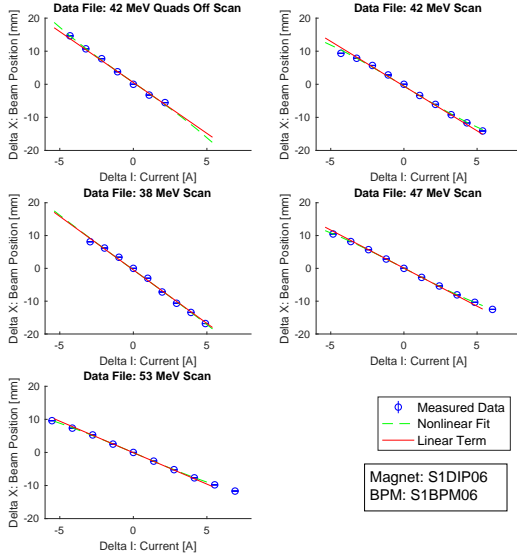 Data File: 42 MeV Quads Off Scan
20
10
0
-10
-20
-5
0
5
Delta I: Current [A]
Delta X: Beam Position [mm]
Data File: 42 MeV Scan
20
10
0
-10
-20
-5
0
5
Delta I: Current [A]
Delta X: Beam Position [mm]
Data File: 38 MeV Scan
20
10
0
-10
-20
-5
0
5
Delta I: Current [A]
Delta X: Beam Position [mm]
Data File: 47 MeV Scan
20
10
0
-10
-20
-5
0
5
Delta I: Current [A]
Delta X: Beam Position [mm]
Data File: 53 MeV Scan
20
10
0
-10
-20
-5
0
5
Delta I: Current [A]
Delta X: Beam Position [mm]
Measured Data
Nonlinear Fit
Linear Term
Magnet: S1DIP06
BPM: S1BPM06